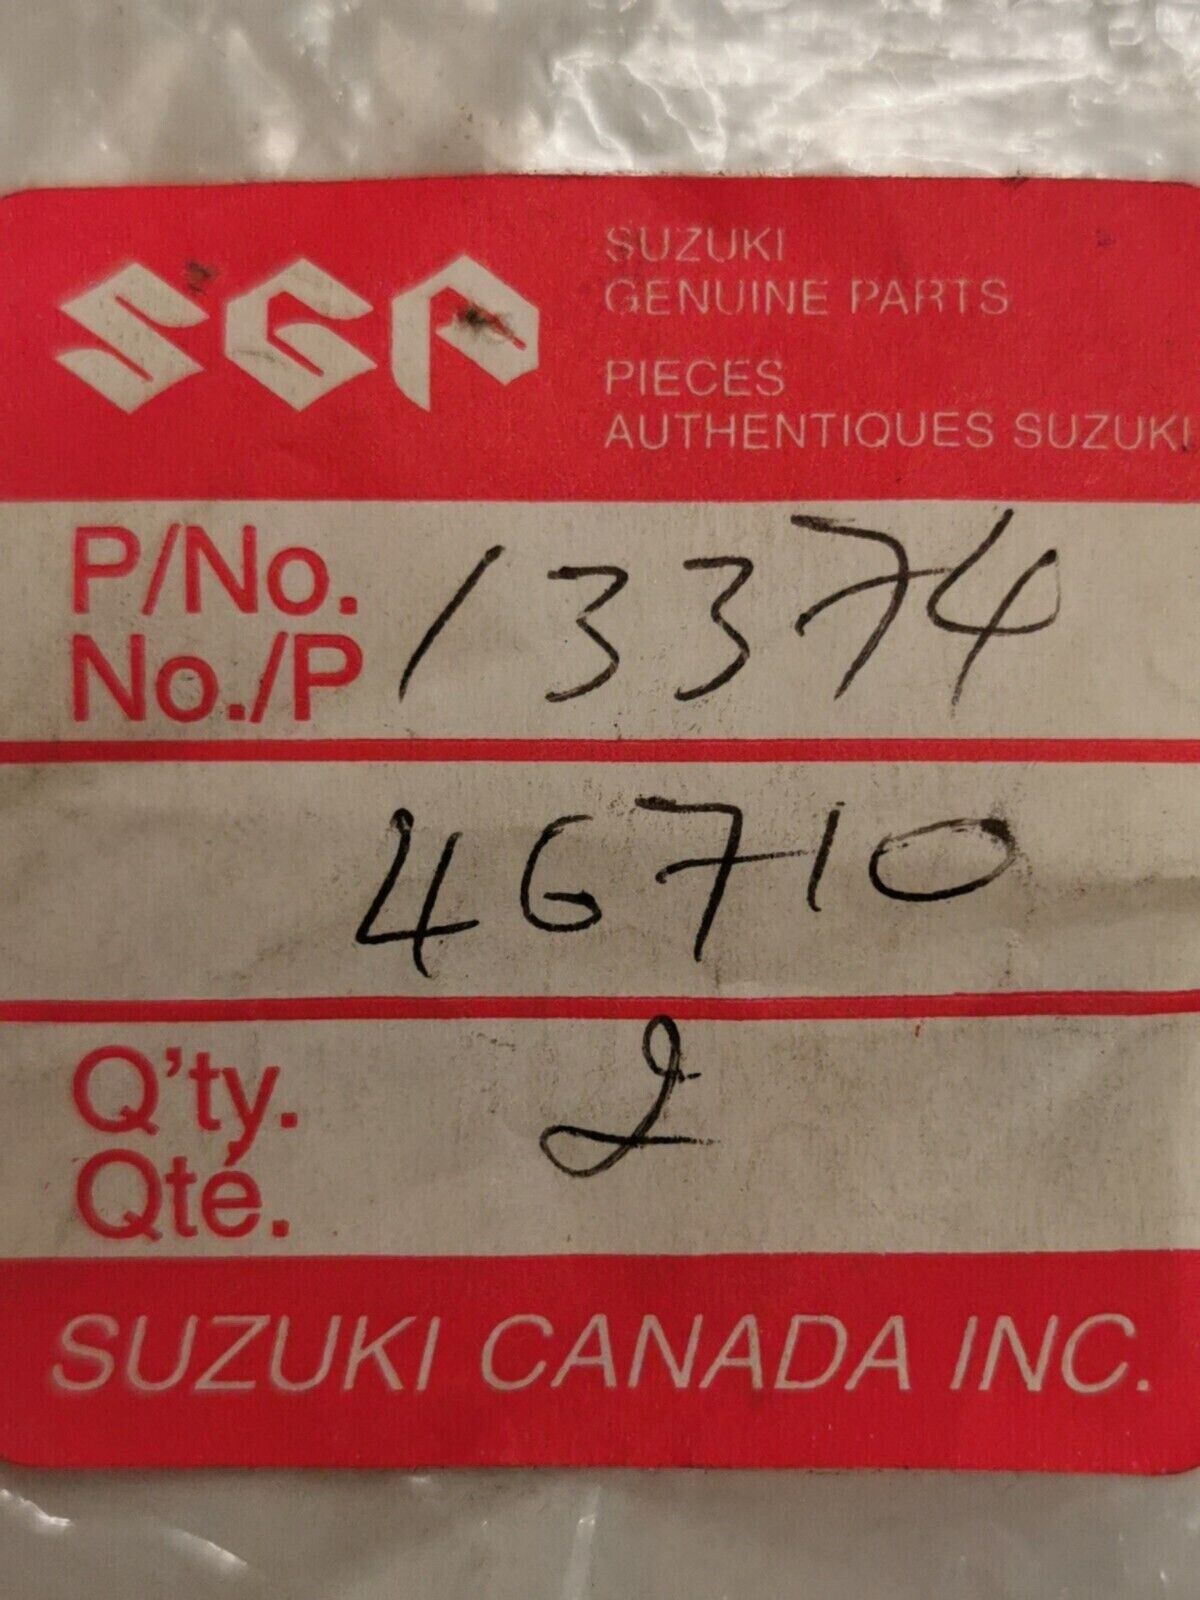 SGP
SUZUKI
GENUINE PARTS
PIECES
AUTHENTIQUES SUZUKI
P/No. 13374
No./P
46710
Q'ty. 2
Qté.
SUZUKI CANADA INC.